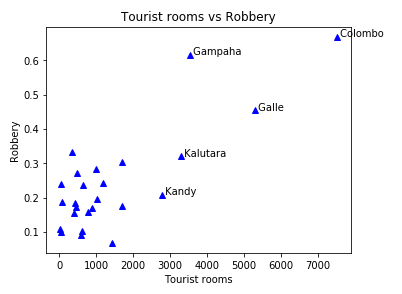 Tourist rooms vs Robbery
Colombo
Gampaha
Galle
Kalutara
Kandy
Robbery
0.6
0.5
0.4
0.3
0.2
0.1
0 1000 2000 3000 4000 5000 6000 7000
Tourist rooms